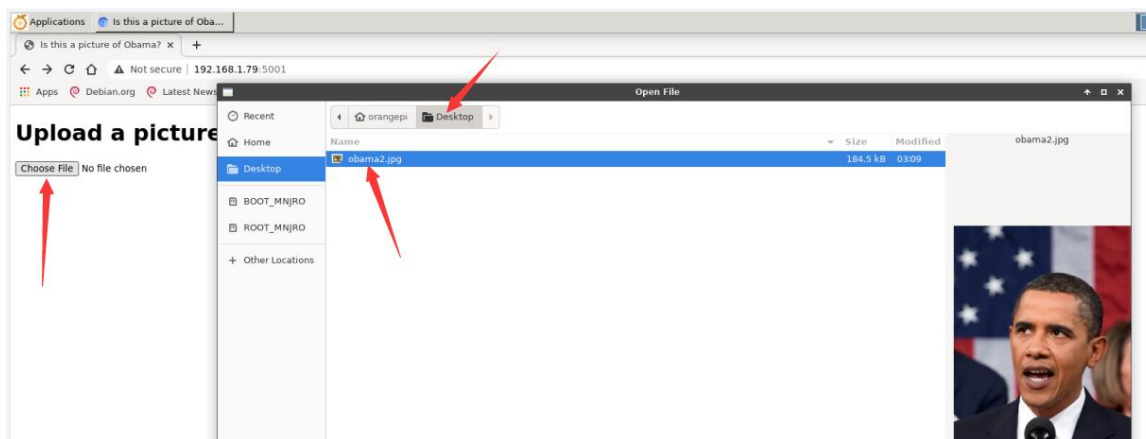 Applications Is this a picture of Oba...
Is this a picture of Obama? × +
Not secure | 192.168.1.79:5001
Apps Debian.org Latest News
Open File
Upload a picture
Choose File No file chosen
Recent
Home
Desktop
BOOT_MNJRO
ROOT_MNJRO
+ Other Locations
orangepi Desktop
Name Size Modified
obama2.jpg 184.5 kB 03:09
obama2.jpg